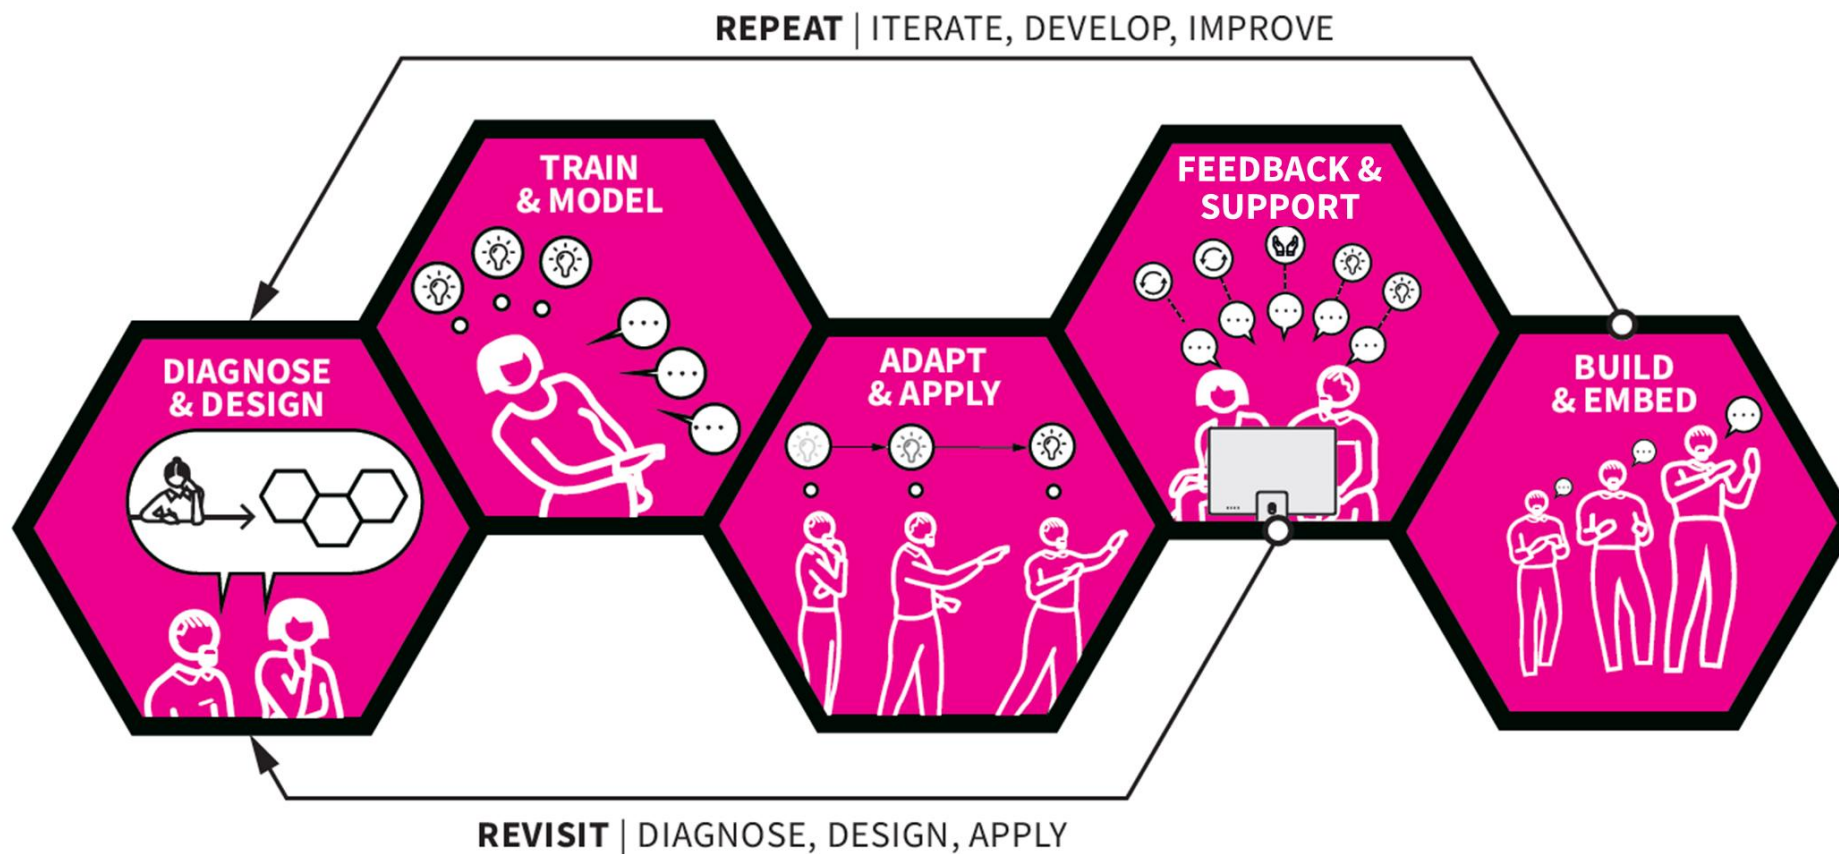 REPEAT | ITERATE, DEVELOP, IMPROVE
DIAGNOSE
& DESIGN
TRAIN
& MODEL
ADAPT
& APPLY
FEEDBACK &
SUPPORT
BUILD
& EMBED
REVISIT | DIAGNOSE, DESIGN, APPLY